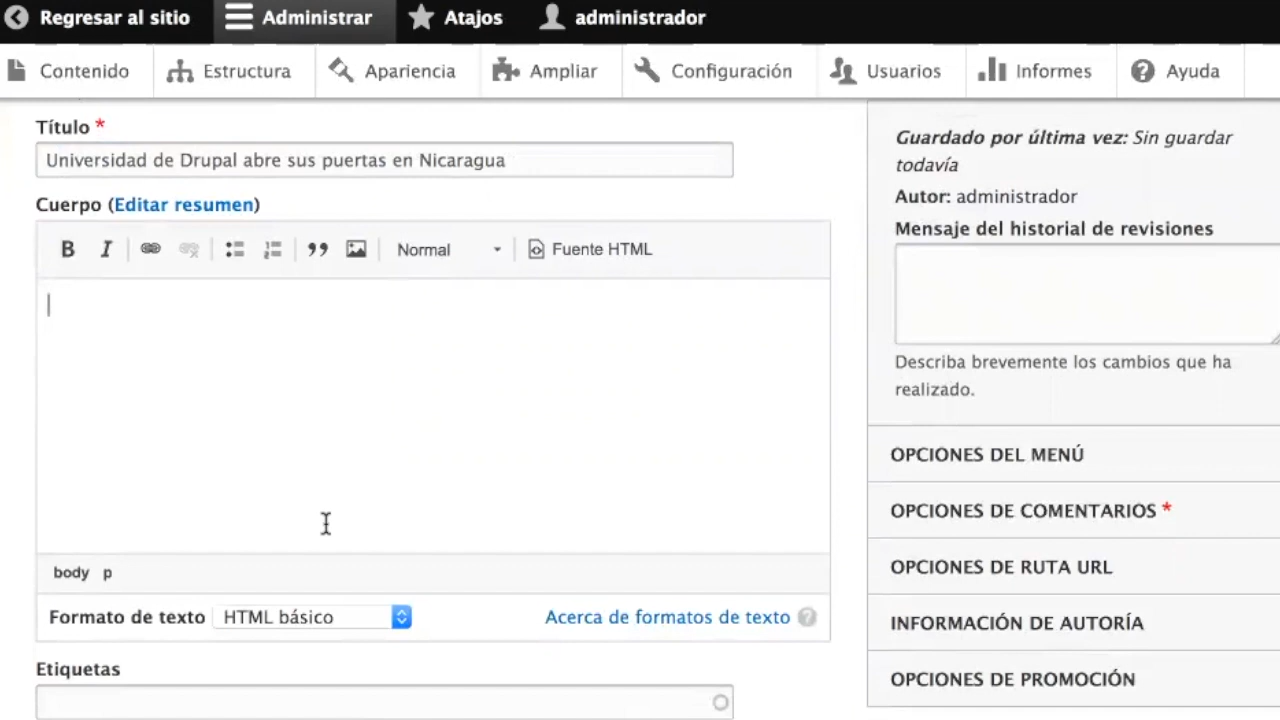 Regresar al sitio Administrar Atajos administrador
Contenido Estructura Apariencia Ampliar Configuración Usuarios Informes Ayuda
Título *
Universidad de Drupal abre sus puertas en Nicaragua
Cuerpo (Editar resumen)
B I Normal Fuente HTML
body p
Formato de texto HTML básico Acerca de formatos de texto ?
Etiquetas
Guardado por última vez: Sin guardar
todavía
Autor: administrador
Mensaje del historial de revisiones
Describa brevemente los cambios que ha
realizado.
OPCIONES DEL MENÚ
OPCIONES DE COMENTARIOS *
OPCIONES DE RUTA URL
INFORMACIÓN DE AUTORÍA
OPCIONES DE PROMOCIÓN